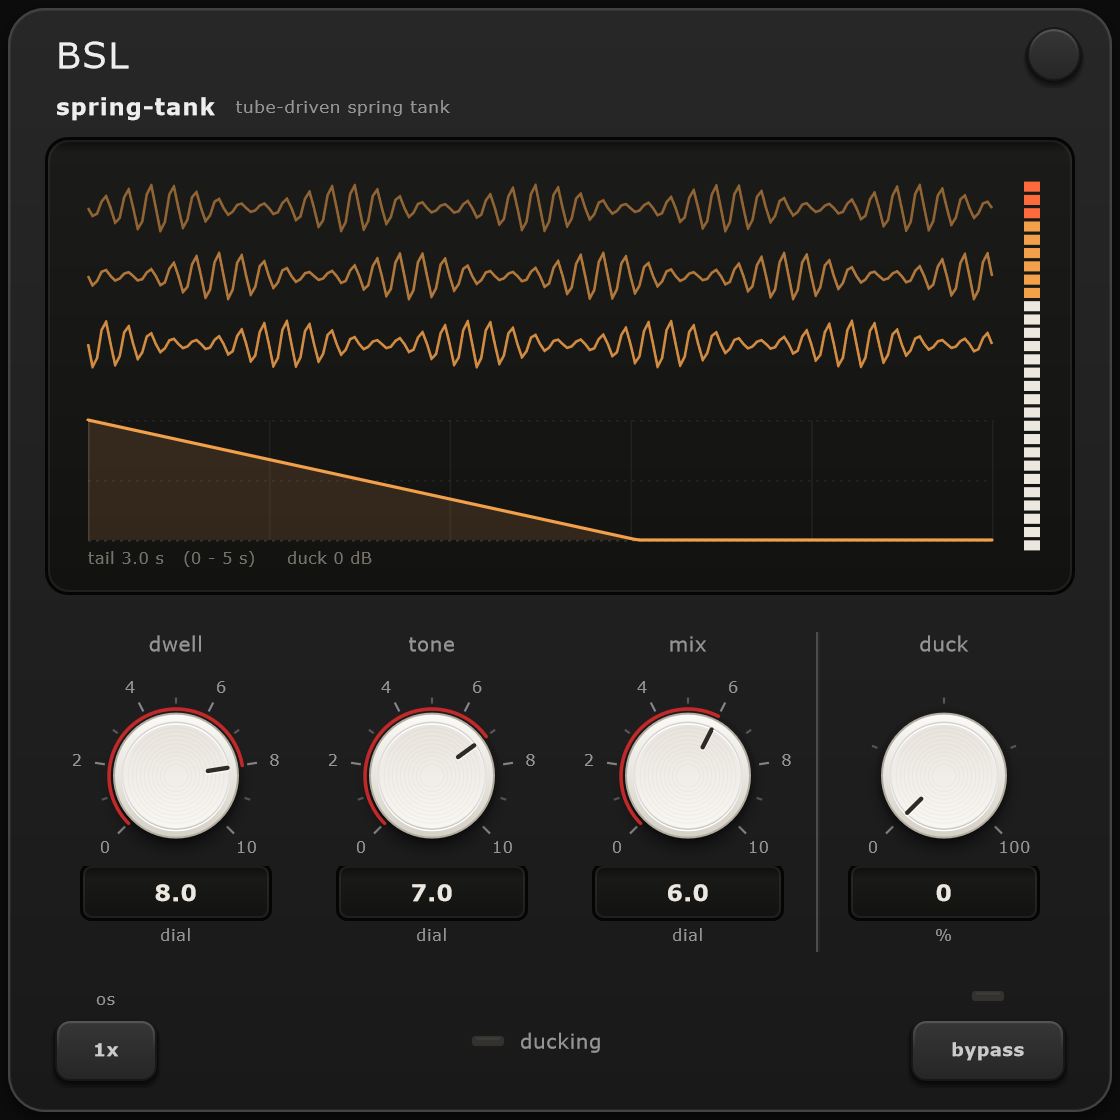 BSL
spring-tank tube-driven spring tank
tail 3.0 s (0 - 5 s) duck 0 dB
dwell tone mix duck
4 6 4 6 4 6
2 8 2 8 2 8
0 10 0 10 0 10 0 100
8.0 7.0 6.0 0
dial dial dial %
os
1x ducking bypass